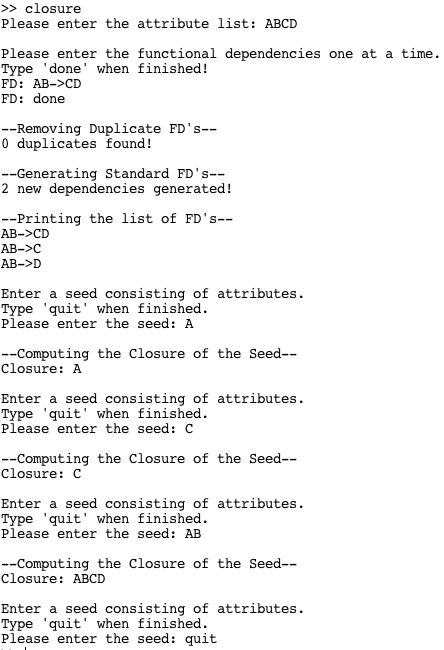 >> closure
Please enter the attribute list: ABCD
Please enter the functional dependencies one at a time.
Type 'done' when finished!
FD: AB->CD
FD: done
--Removing Duplicate FD's--
0 duplicates found!
--Generating Standard FD's--
2 new dependencies generated!
--Printing the list of FD's--
AB->CD
AB->C
AB->D
Enter a seed consisting of attributes.
Type 'quit' when finished.
Please enter the seed: A
--Computing the Closure of the Seed--
Closure: A
Enter a seed consisting of attributes.
Type 'quit' when finished.
Please enter the seed: C
--Computing the Closure of the Seed--
Closure: C
Enter a seed consisting of attributes.
Type 'quit' when finished.
Please enter the seed: AB
--Computing the Closure of the Seed--
Closure: ABCD
Enter a seed consisting of attributes.
Type 'quit' when finished.
Please enter the seed: quit